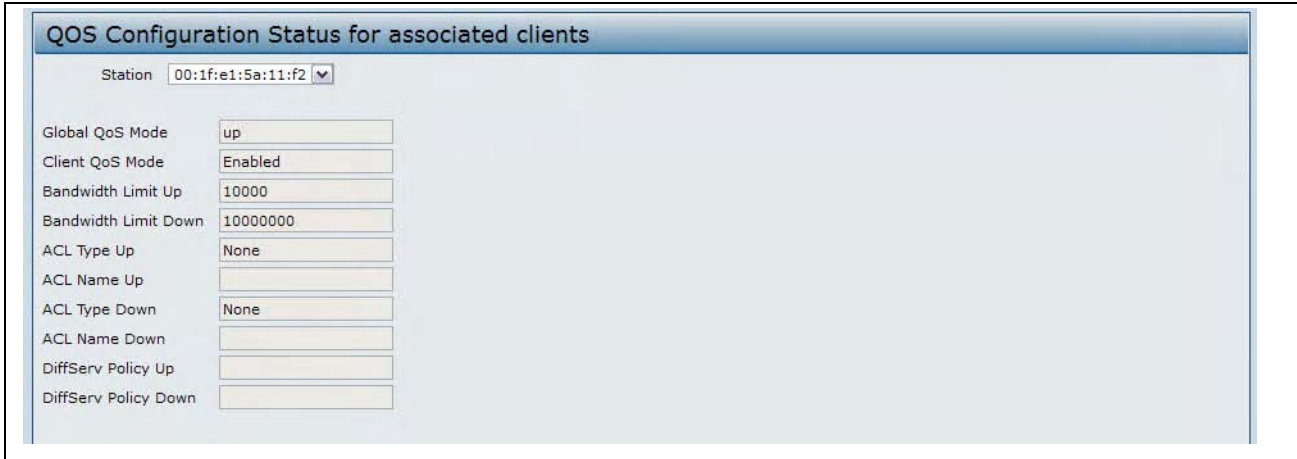 QOS Configuration Status for associated clients
Station 00:1f:e1:5a:11:f2
Global QoS Mode up
Client QoS Mode Enabled
Bandwidth Limit Up 10000
Bandwidth Limit Down 10000000
ACL Type Up None
ACL Name Up
ACL Type Down None
ACL Name Down
DiffServ Policy Up
DiffServ Policy Down